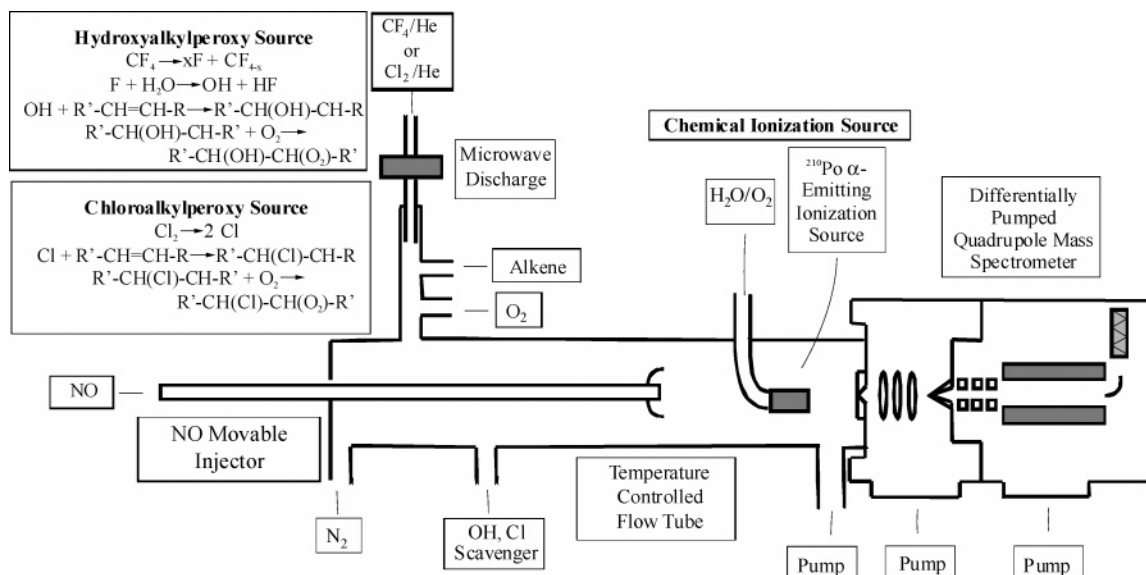 Hydroxyalkylperoxy Source
CF₄→xF + CF₄₋ₓ
F + H₂O→OH + HF
OH + R'-CH=CH-R→R'-CH(OH)-CH-R
R'-CH(OH)-CH-R' + O₂→
R'-CH(OH)-CH(O₂)-R'
Chloroalkylperoxy Source
Cl₂→2 Cl
Cl + R'-CH=CH-R→R'-CH(Cl)-CH-R
R'-CH(Cl)-CH-R' + O₂→
R'-CH(Cl)-CH(O₂)-R'
CF₄/He
or
Cl₂/He
Microwave
Discharge
Alkene
O₂
Chemical Ionization Source
H₂O/O₂
²¹⁰Po α-
Emitting
Ionization
Source
Differentially
Pumped
Quadrupole Mass
Spectrometer
NO
NO Movable
Injector
N₂
OH, Cl
Scavenger
Temperature
Controlled
Flow Tube
Pump
Pump
Pump